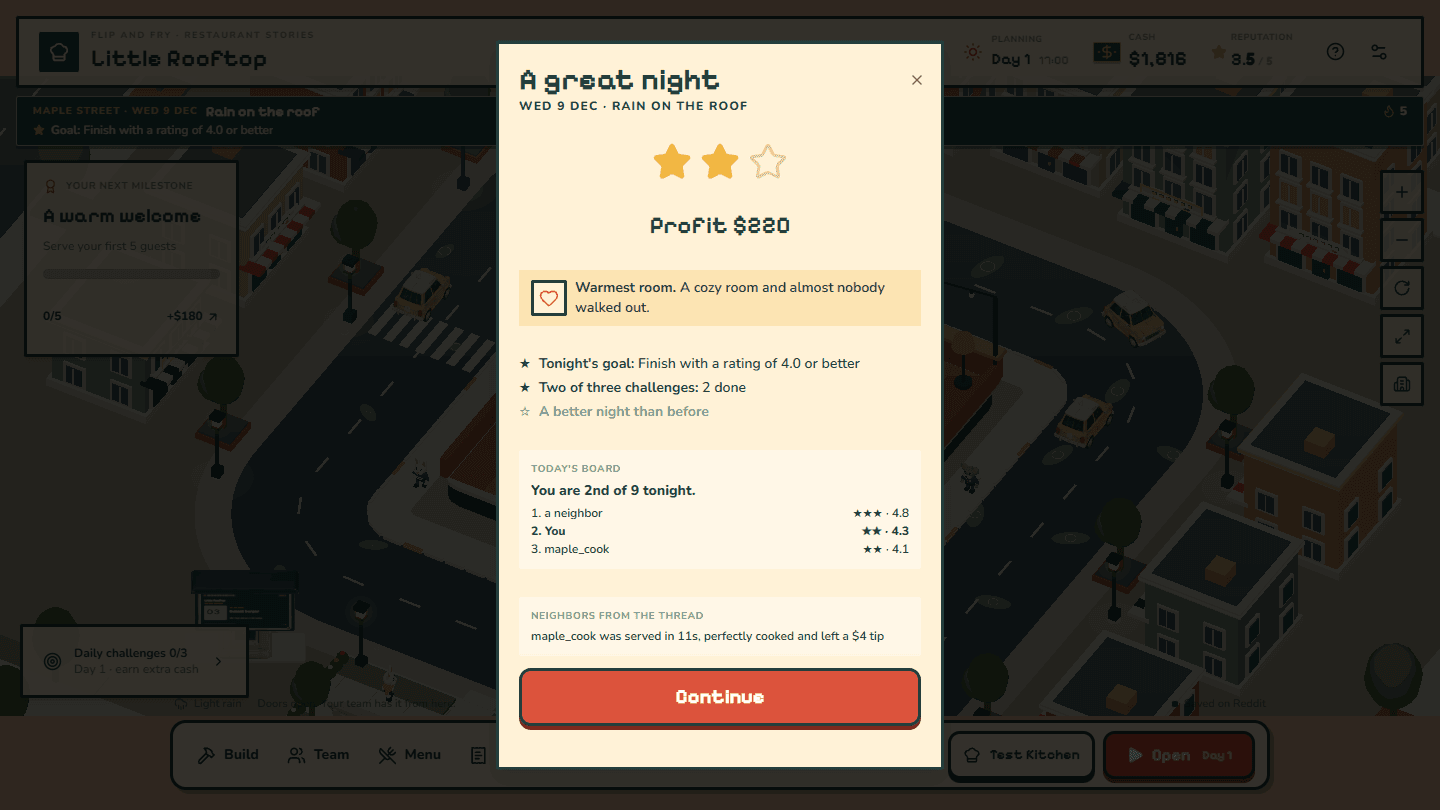 FLIP AND FRY · RESTAURANT STORIES
Little Rooftop
PLANNING
Day 1 17:00
CASH
$1,816
REPUTATION
3.5 / 5
MAPLE STREET · WED 9 DEC Rain on the roof
Goal: Finish with a rating of 4.0 or better
5
YOUR NEXT MILESTONE
A warm welcome
Serve your first 5 guests
0/5
+$180
A great night
WED 9 DEC · RAIN ON THE ROOF
Profit $220
Warmest room. A cozy room and almost nobody
walked out.
★ Tonight's goal: Finish with a rating of 4.0 or better
★ Two of three challenges: 2 done
☆ A better night than before
TODAY'S BOARD
You are 2nd of 9 tonight.
1. a neighbor ★★★ · 4.8
2. You ★★ · 4.3
3. maple_cook ★★ · 4.1
NEIGHBORS FROM THE THREAD
maple_cook was served in 11s, perfectly cooked and left a $4 tip
Continue
Daily challenges 0/3
Day 1 · earn extra cash
Light rain
on Reddit
Build
Team
Menu
Test Kitchen
Open Day 1